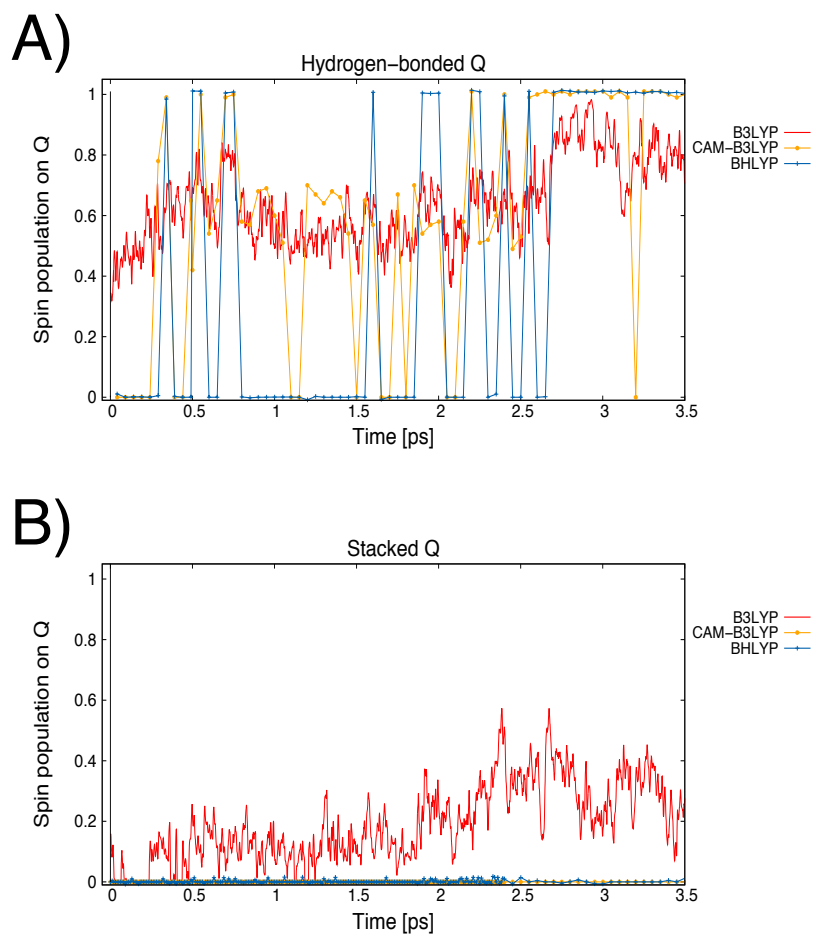 A)
Hydrogen−bonded Q
Spin population on Q
1
0.8
0.6
0.4
0.2
0
0 0.5 1 1.5 2 2.5 3 3.5
Time [ps]
B3LYP
CAM−B3LYP
BHLYP
B)
Stacked Q
Spin population on Q
1
0.8
0.6
0.4
0.2
0
0 0.5 1 1.5 2 2.5 3 3.5
Time [ps]
B3LYP
CAM−B3LYP
BHLYP